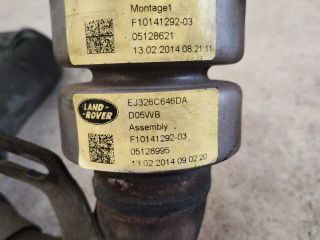 Montage1
F10141292-03
05128621
13.02.2014 08:21:11
LAND-
ROVER
EJ326C646DA
D05WB
Assembly
F10141292-03
05128995
13.02.2014 09:02:20